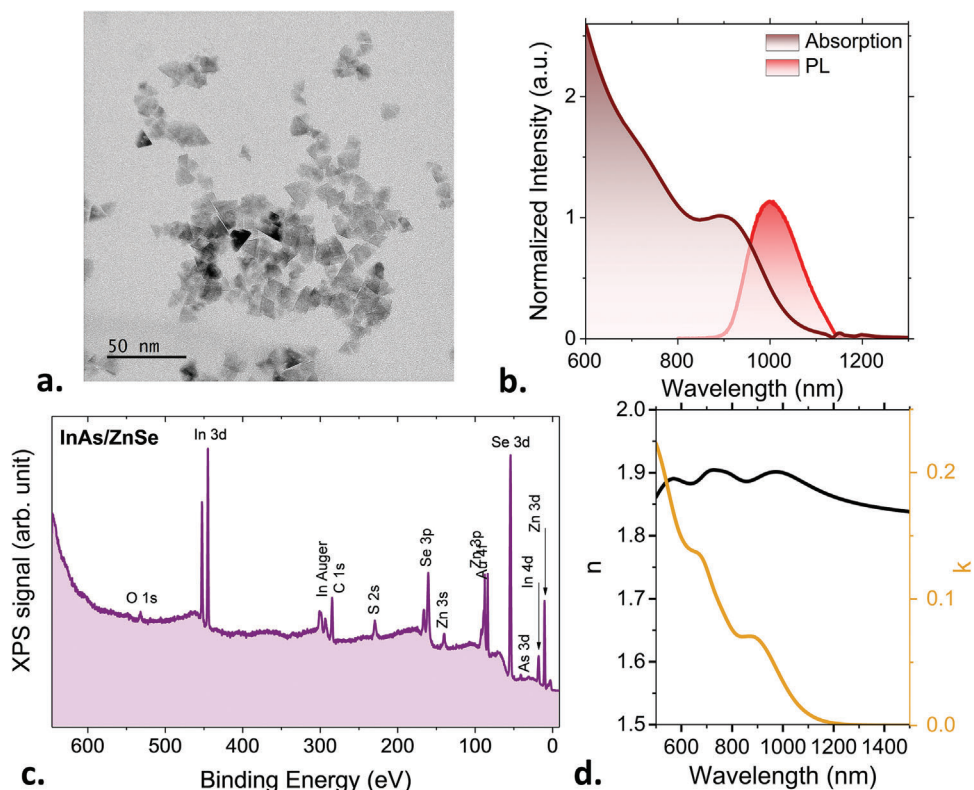 50 nm
a.
Absorption
PL
2
1
0
Normalized Intensity (a.u.)
600 800 1000 1200
Wavelength (nm)
b.
InAs/ZnSe
In 3d
Se 3d
Zn 3d
In 4d
Zn 3p
Au 4f
Se 3p
In Auger
C 1s
S 2s
Zn 3s
O 1s
As 3d
XPS signal (arb. unit)
600 500 400 300 200 100 0
Binding Energy (eV)
c.
2.0
1.9
1.8
1.7
1.6
1.5
n
0.2
0.1
0.0
k
600 800 1000 1200 1400
Wavelength (nm)
d.